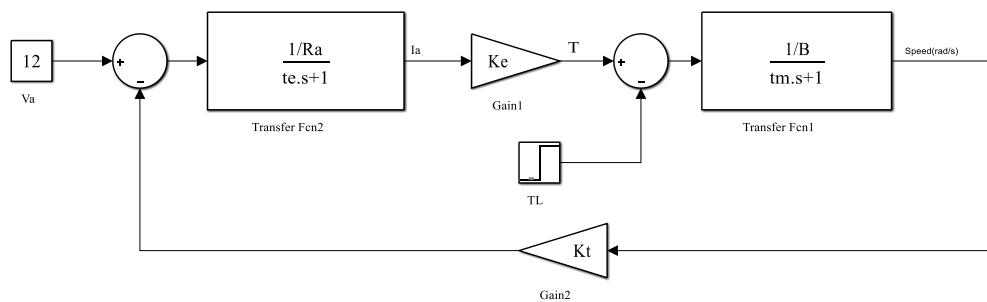 12
Va
+
-
1/Ra
te.s+1
Transfer Fcn2
Ia
Ke
Gain1
T
+
-
TL
1/B
tm.s+1
Transfer Fcn1
Speed(rad/s)
Kt
Gain2